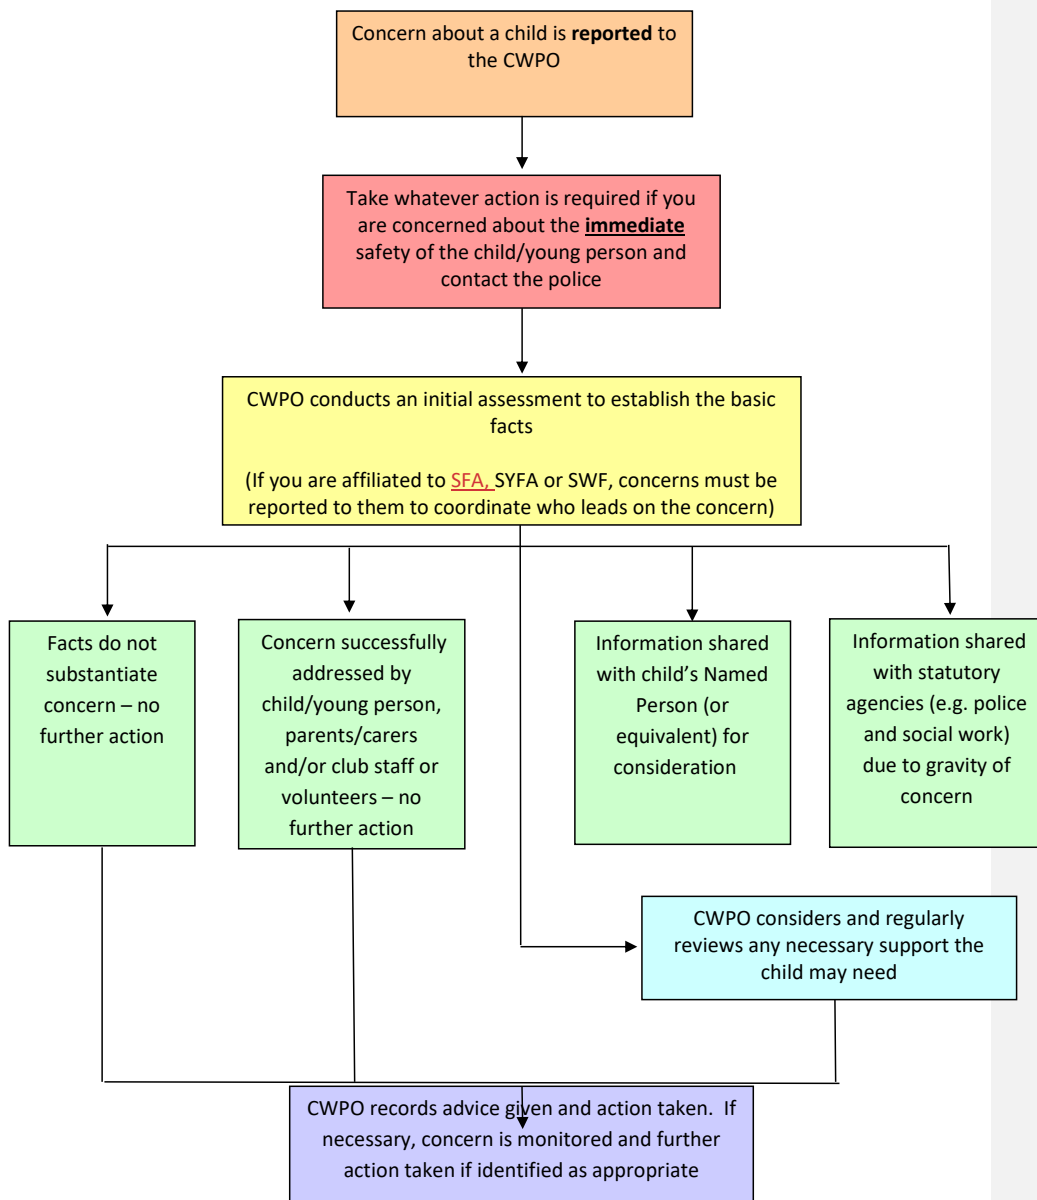 Concern about a child is reported to
the CWPO
Take whatever action is required if you
are concerned about the immediate
safety of the child/young person and
contact the police
CWPO conducts an initial assessment to establish the basic
facts
(If you are affiliated to SFA, SYFA or SWF, concerns must be
reported to them to coordinate who leads on the concern)
Facts do not
substantiate
concern – no
further action
Concern successfully
addressed by
child/young person,
parents/carers
and/or club staff or
volunteers – no
further action
Information shared
with child’s Named
Person (or
equivalent) for
consideration
Information shared
with statutory
agencies (e.g. police
and social work)
due to gravity of
concern
CWPO considers and regularly
reviews any necessary support the
child may need
CWPO records advice given and action taken.  If
necessary, concern is monitored and further
action taken if identified as appropriate